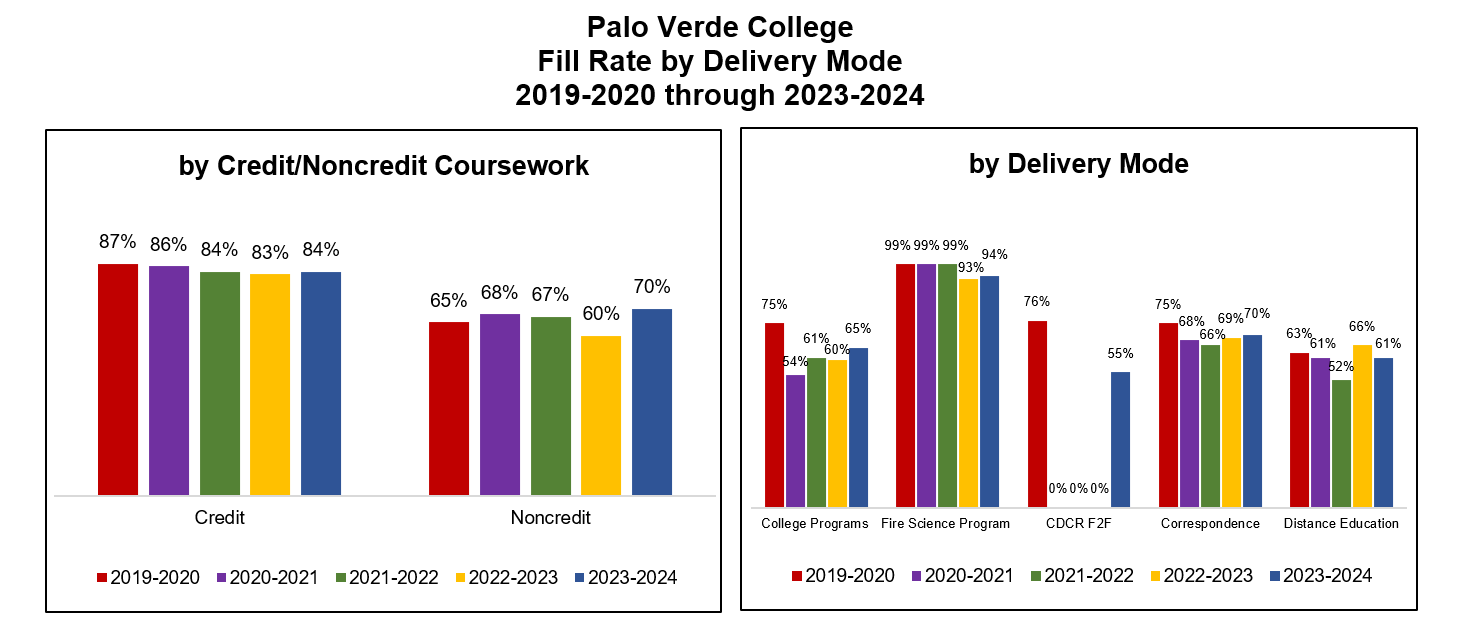 Palo Verde College
Fill Rate by Delivery Mode
2019-2020 through 2023-2024
by Credit/Noncredit Coursework
87% 86% 84% 83% 84%
65% 68% 67% 60% 70%
Credit Noncredit
2019-2020 2020-2021 2021-2022 2022-2023 2023-2024
by Delivery Mode
75% 54% 61% 60% 65%
99% 99% 99% 93% 94%
76% 0% 0% 0% 55%
75% 68% 66% 69% 70%
63% 61% 52% 66% 61%
College Programs Fire Science Program CDCR F2F Correspondence Distance Education
2019-2020 2020-2021 2021-2022 2022-2023 2023-2024